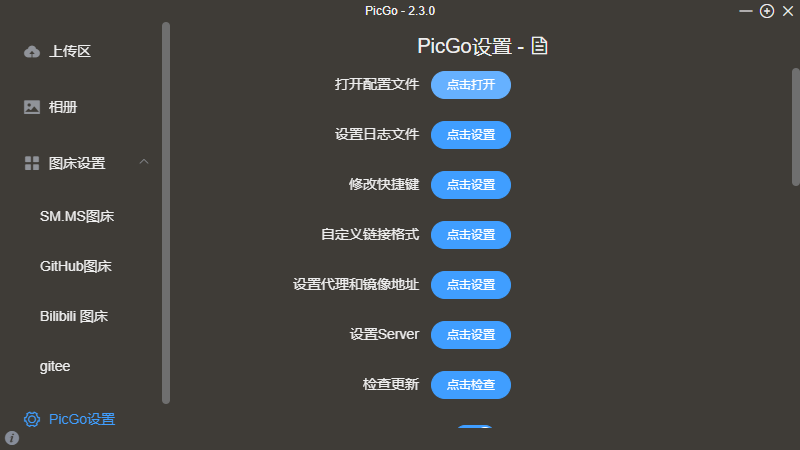 PicGo - 2.3.0
上传区
相册
图床设置
SM.MS图床
GitHub图床
Bilibili 图床
gitee
PicGo设置
PicGo设置 -
打开配置文件 点击打开
设置日志文件 点击设置
修改快捷键 点击设置
自定义链接格式 点击设置
设置代理和镜像地址 点击设置
设置Server 点击设置
检查更新 点击检查